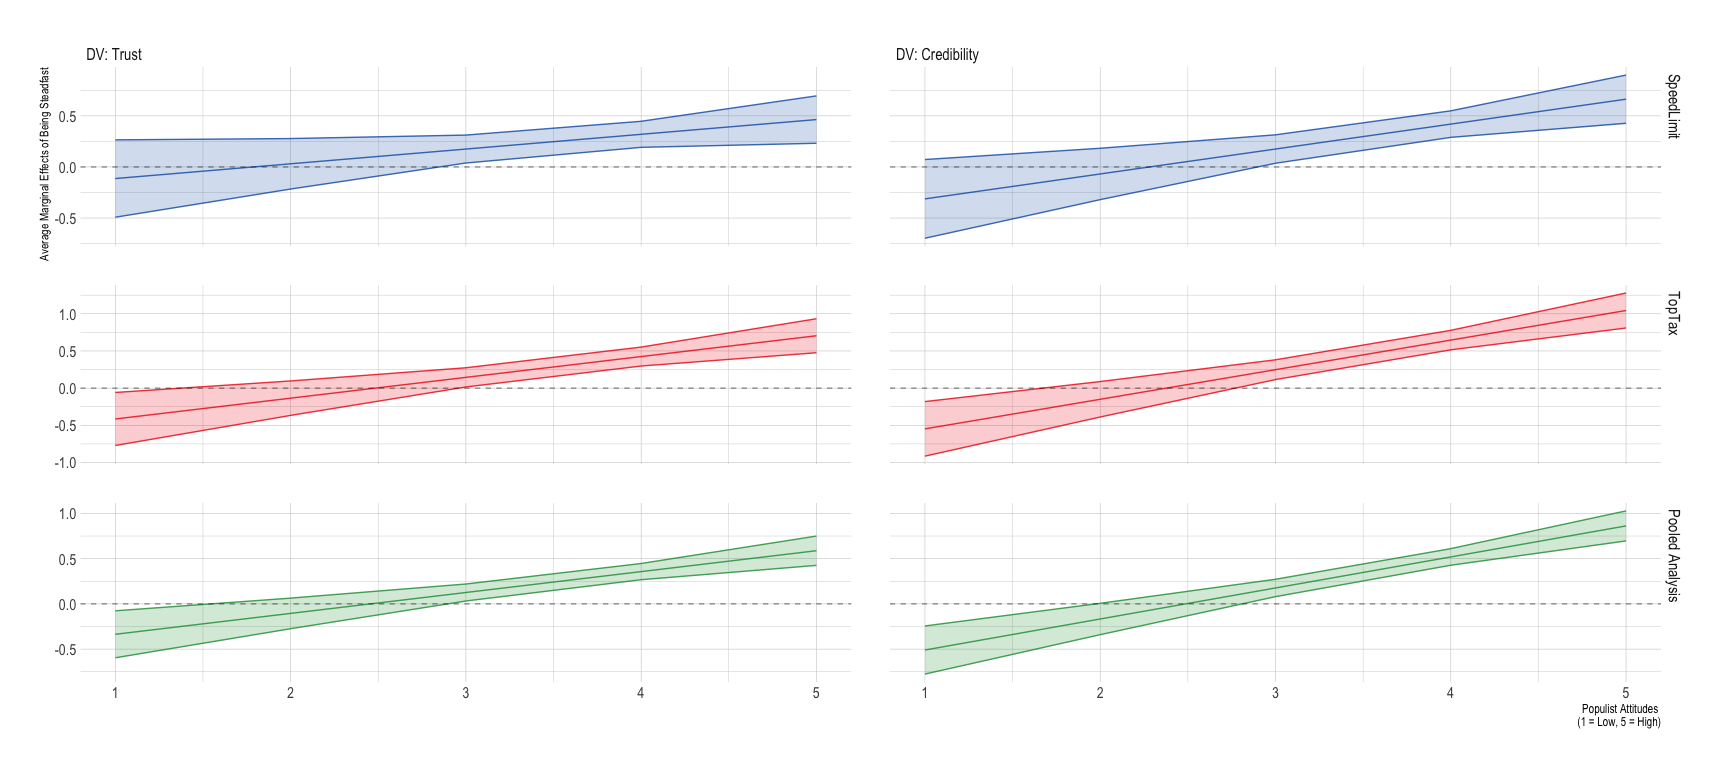 DV: Trust
DV: Credibility
Average Marginal Effects of Being Steadfast
0.5
0.0
-0.5
SpeedLimit
1.0
0.5
0.0
-0.5
-1.0
TopTax
1.0
0.5
0.0
-0.5
Pooled Analysis
1 2 3 4 5
1 2 3 4 5
Populist Attitudes
(1 = Low, 5 = High)